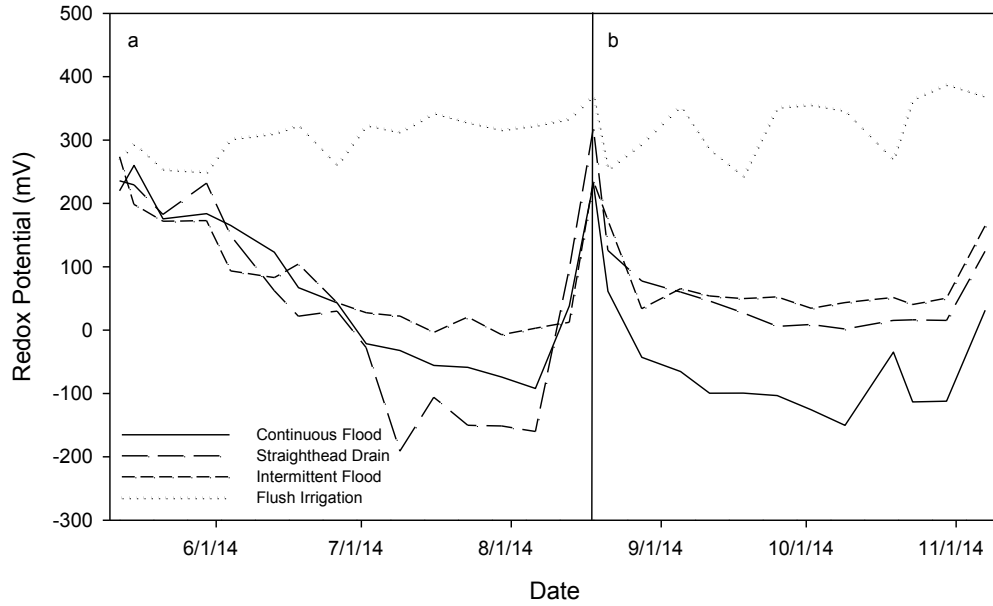 500
400
300
200
100
0
-100
-200
-300
Redox Potential (mV)
a
b
Continuous Flood
Straighthead Drain
Intermittent Flood
Flush Irrigation
6/1/14
7/1/14
8/1/14
9/1/14
10/1/14
11/1/14
Date